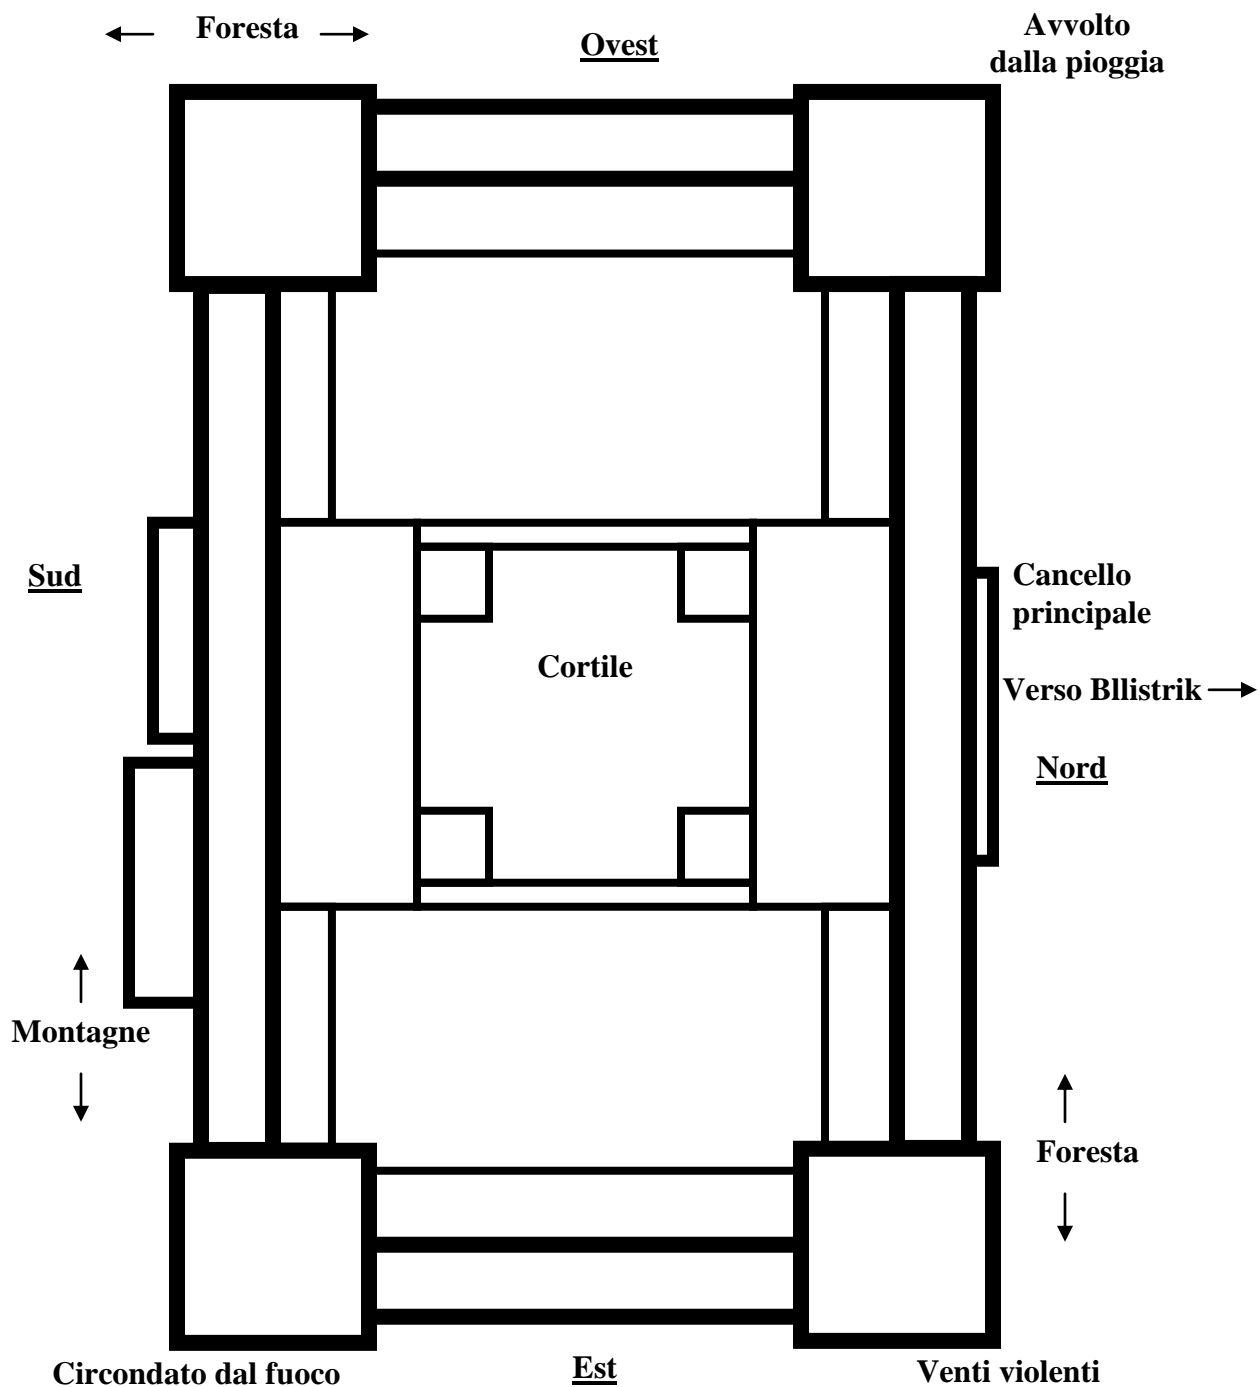 Foresta
Ovest
Avvolto
dalla pioggia
Sud
Cancello
principale
Cortile
Verso Bllistrik
Nord
Montagne
Foresta
Circondato dal fuoco
Est
Venti violenti